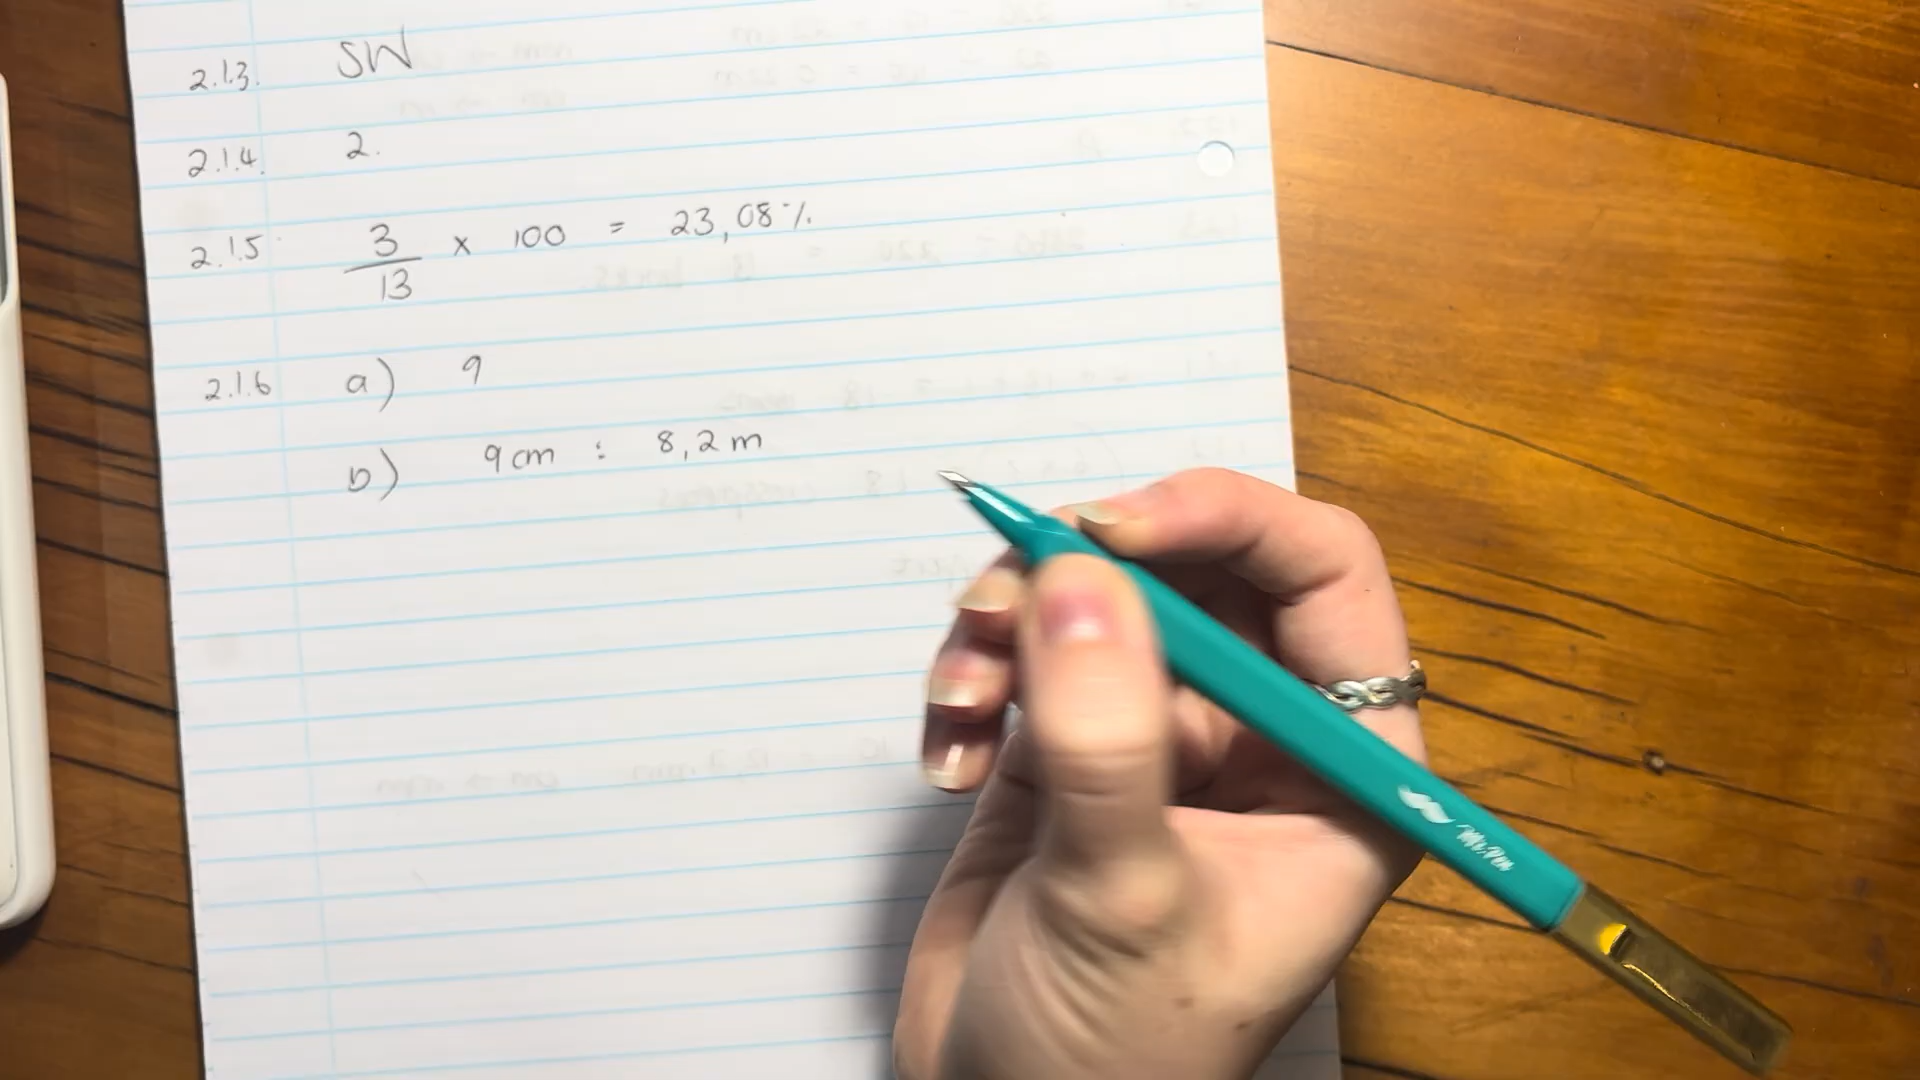 2.1.3. SW
2.1.4. 2.
2.1.5 3/13 x 100 = 23,08%
2.1.6 a) 9
b) 9cm : 8,2m